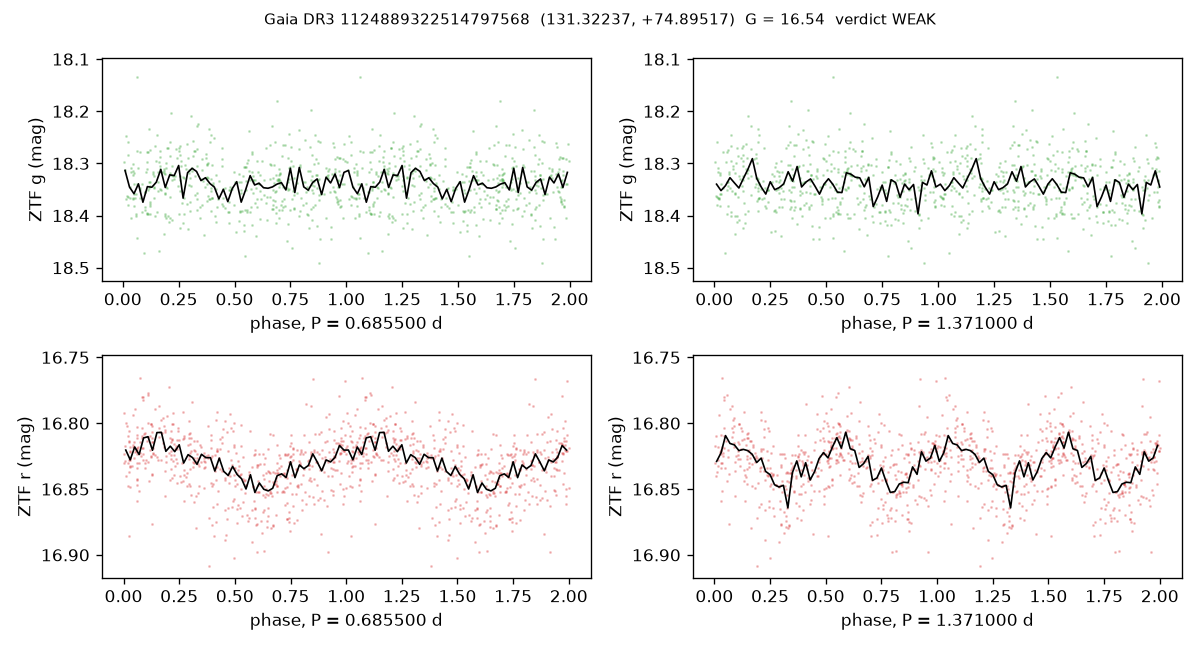 Gaia DR3 1124889322514797568 (131.32237, +74.89517) G = 16.54 verdict WEAK
ZTF g (mag)
18.1
18.2
18.3
18.4
18.5
0.00 0.25 0.50 0.75 1.00 1.25 1.50 1.75 2.00
phase, P = 0.685500 d
ZTF g (mag)
18.1
18.2
18.3
18.4
18.5
0.00 0.25 0.50 0.75 1.00 1.25 1.50 1.75 2.00
phase, P = 1.371000 d
ZTF r (mag)
16.75
16.80
16.85
16.90
0.00 0.25 0.50 0.75 1.00 1.25 1.50 1.75 2.00
phase, P = 0.685500 d
ZTF r (mag)
16.75
16.80
16.85
16.90
0.00 0.25 0.50 0.75 1.00 1.25 1.50 1.75 2.00
phase, P = 1.371000 d